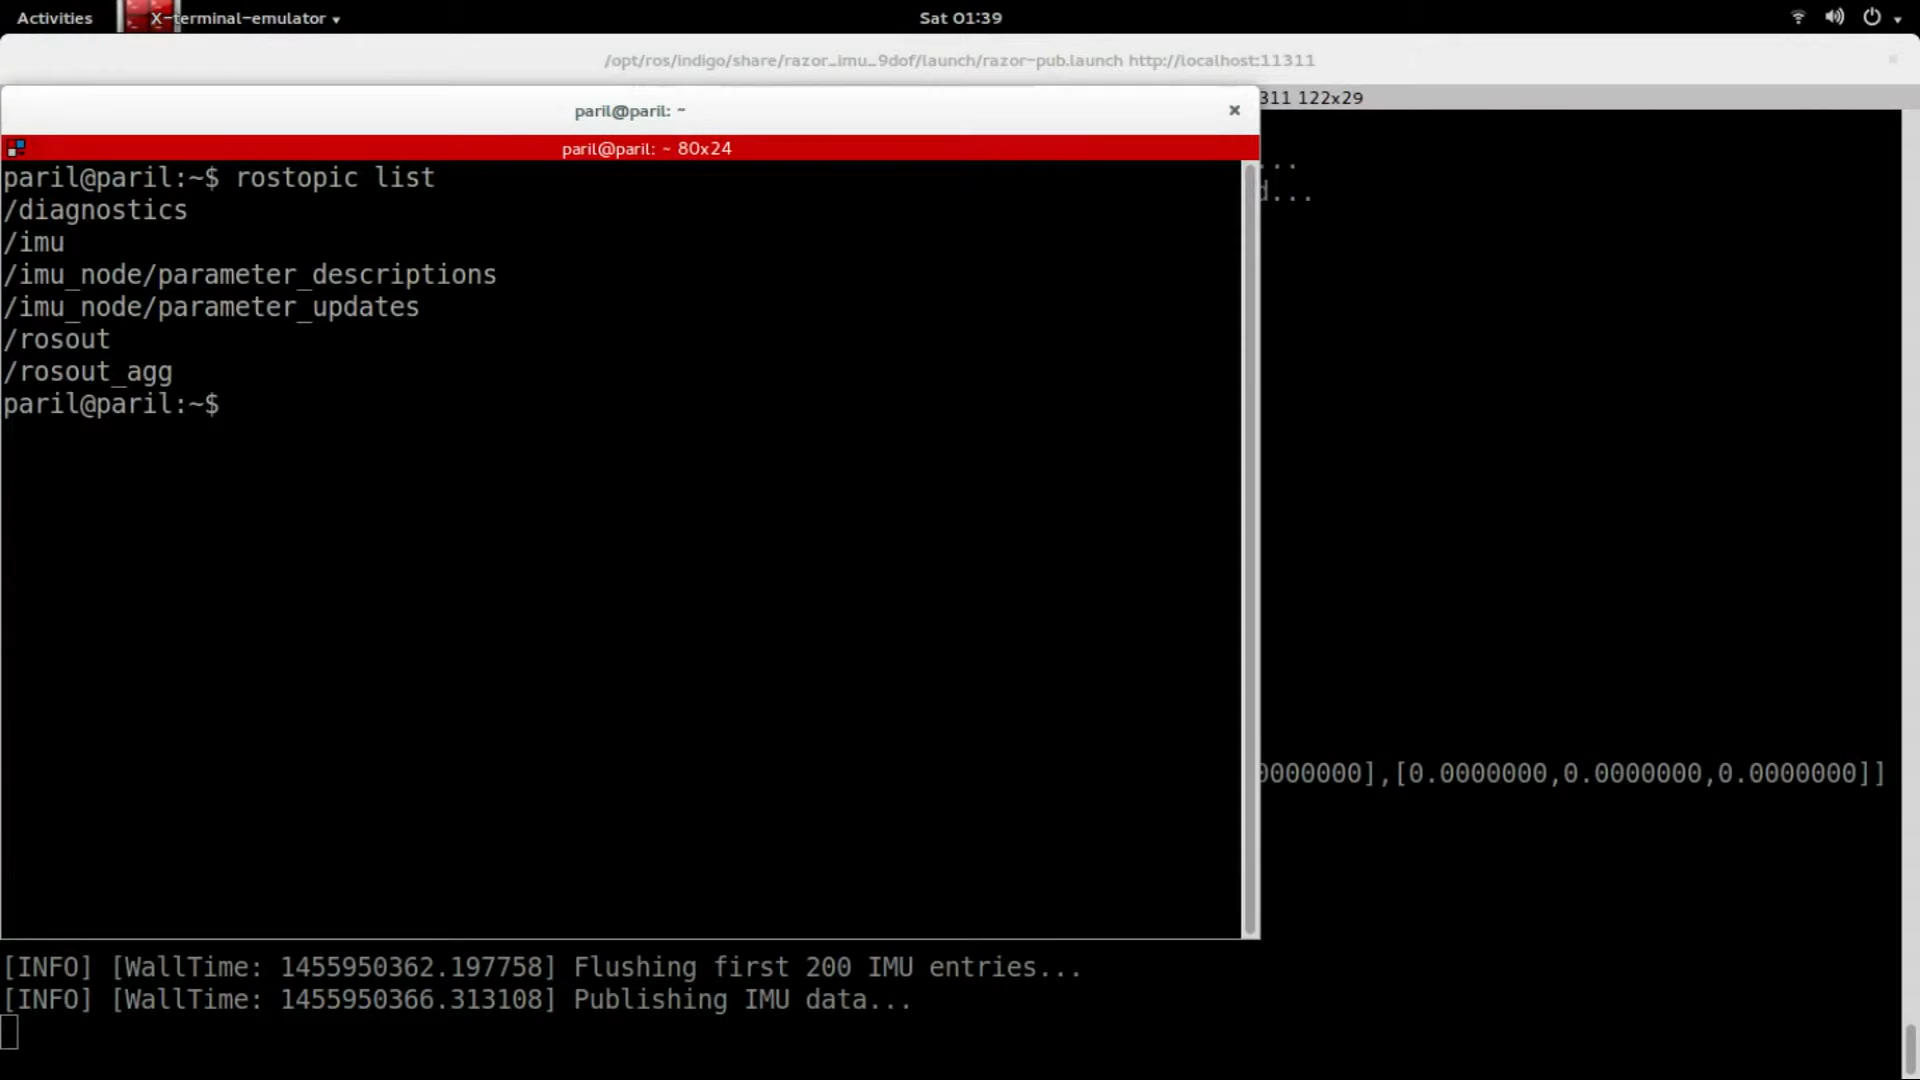 Activities X-terminal-emulator Sat 01:39
/opt/ros/indigo/share/razor_imu_9dof/launch/razor-pub.launch http://localhost:11311
paril@paril: ~
311 122x29
paril@paril: ~ 80x24
paril@paril:~$ rostopic list
/diagnostics
/imu
/imu_node/parameter_descriptions
/imu_node/parameter_updates
/rosout
/rosout_agg
paril@paril:~$
...
d...
0000000],[0.0000000,0.0000000,0.0000000]]
[INFO] [WallTime: 1455950362.197758] Flushing first 200 IMU entries...
[INFO] [WallTime: 1455950366.313108] Publishing IMU data...